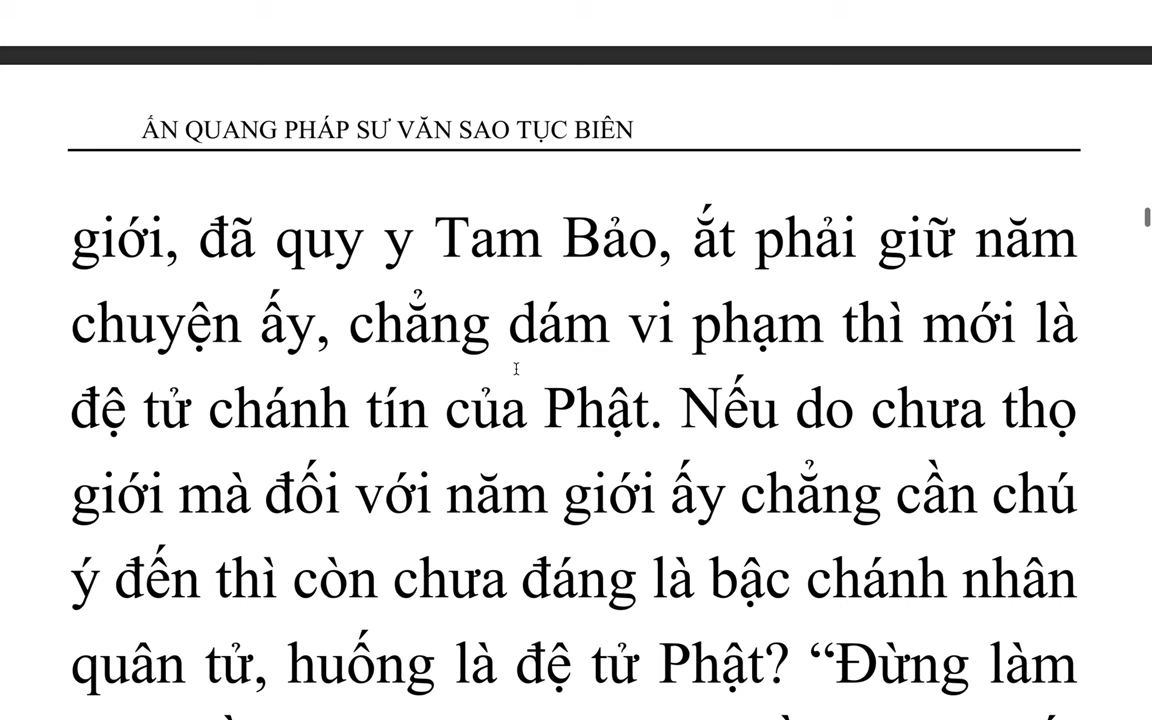 ẤN QUANG PHÁP SƯ VĂN SAO TỤC BIÊN
giới, đã quy y Tam Bảo, ắt phải giữ năm
chuyện ấy, chẳng dám vi phạm thì mới là
đệ tử chánh tín của Phật. Nếu do chưa thọ
giới mà đối với năm giới ấy chẳng cần chú
ý đến thì còn chưa đáng là bậc chánh nhân
quân tử, huống là đệ tử Phật? “Đừng làm